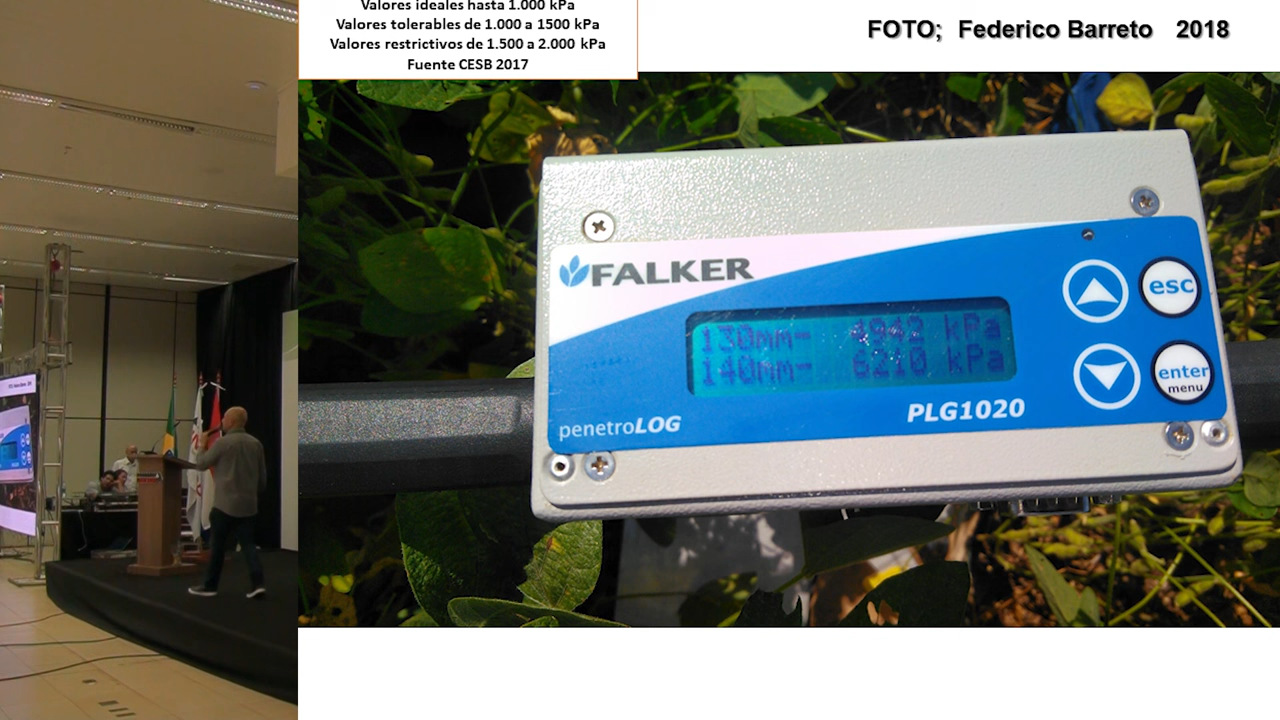 Valores ideales hasta 1.000 kPa
Valores tolerables de 1.000 a 1500 kPa
Valores restrictivos de 1.500 a 2.000 kPa
Fuente CESB 2017
FOTO; Federico Barreto 2018
FALKER
130mm- 4942 kPa
140mm- 6210 kPa
penetroLOG
PLG1020
esc
enter
menu